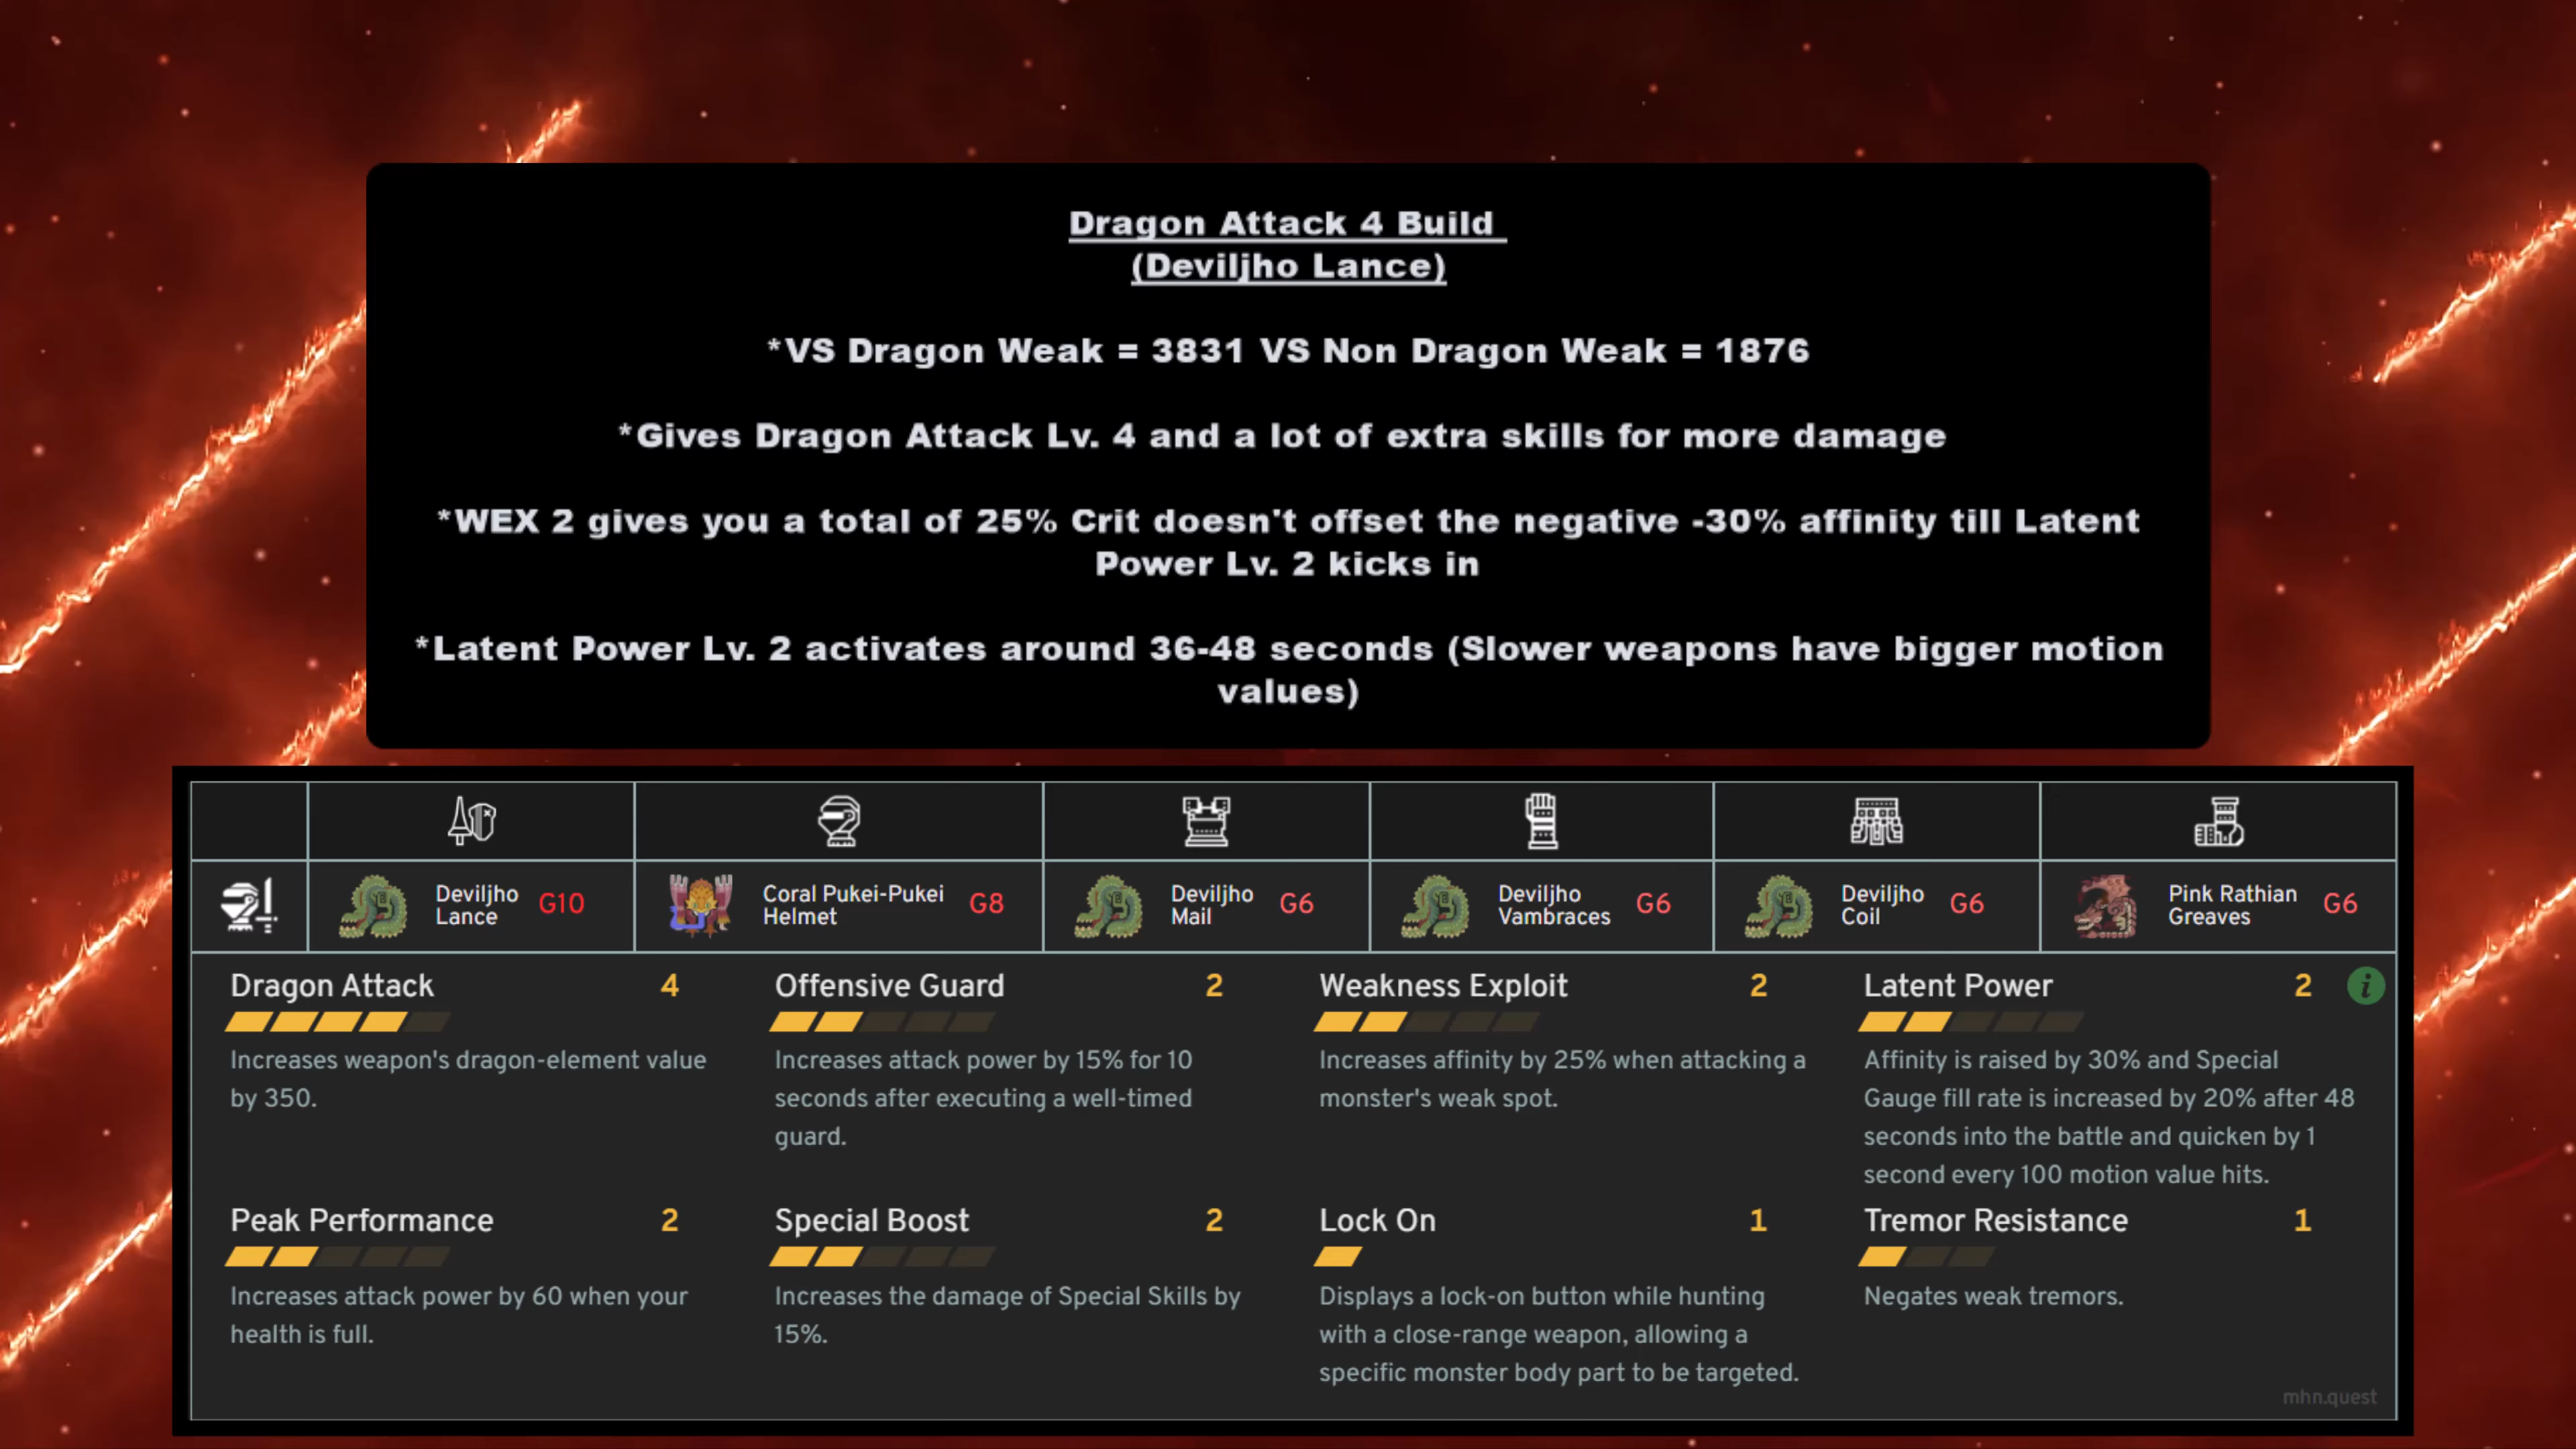 Dragon Attack 4 Build
(Deviljho Lance)
*VS Dragon Weak = 3831 VS Non Dragon Weak = 1876
*Gives Dragon Attack Lv. 4 and a lot of extra skills for more damage
*WEX 2 gives you a total of 25% Crit doesn't offset the negative -30% affinity till Latent
Power Lv. 2 kicks in
*Latent Power Lv. 2 activates around 36-48 seconds (Slower weapons have bigger motion
values)
Deviljho
Lance
G10
Coral Pukei-Pukei
Helmet
G8
Deviljho
Mail
G6
Deviljho
Vambraces
G6
Deviljho
Coil
G6
Pink Rathian
Greaves
G6
Dragon Attack 4
Increases weapon's dragon-element value
by 350.
Offensive Guard 2
Increases attack power by 15% for 10
seconds after executing a well-timed
guard.
Weakness Exploit 2
Increases affinity by 25% when attacking a
monster's weak spot.
Latent Power 2 i
Affinity is raised by 30% and Special
Gauge fill rate is increased by 20% after 48
seconds into the battle and quicken by 1
second every 100 motion value hits.
Peak Performance 2
Increases attack power by 60 when your
health is full.
Special Boost 2
Increases the damage of Special Skills by
15%.
Lock On 1
Displays a lock-on button while hunting
with a close-range weapon, allowing a
specific monster body part to be targeted.
Tremor Resistance 1
Negates weak tremors.
mhn.quest